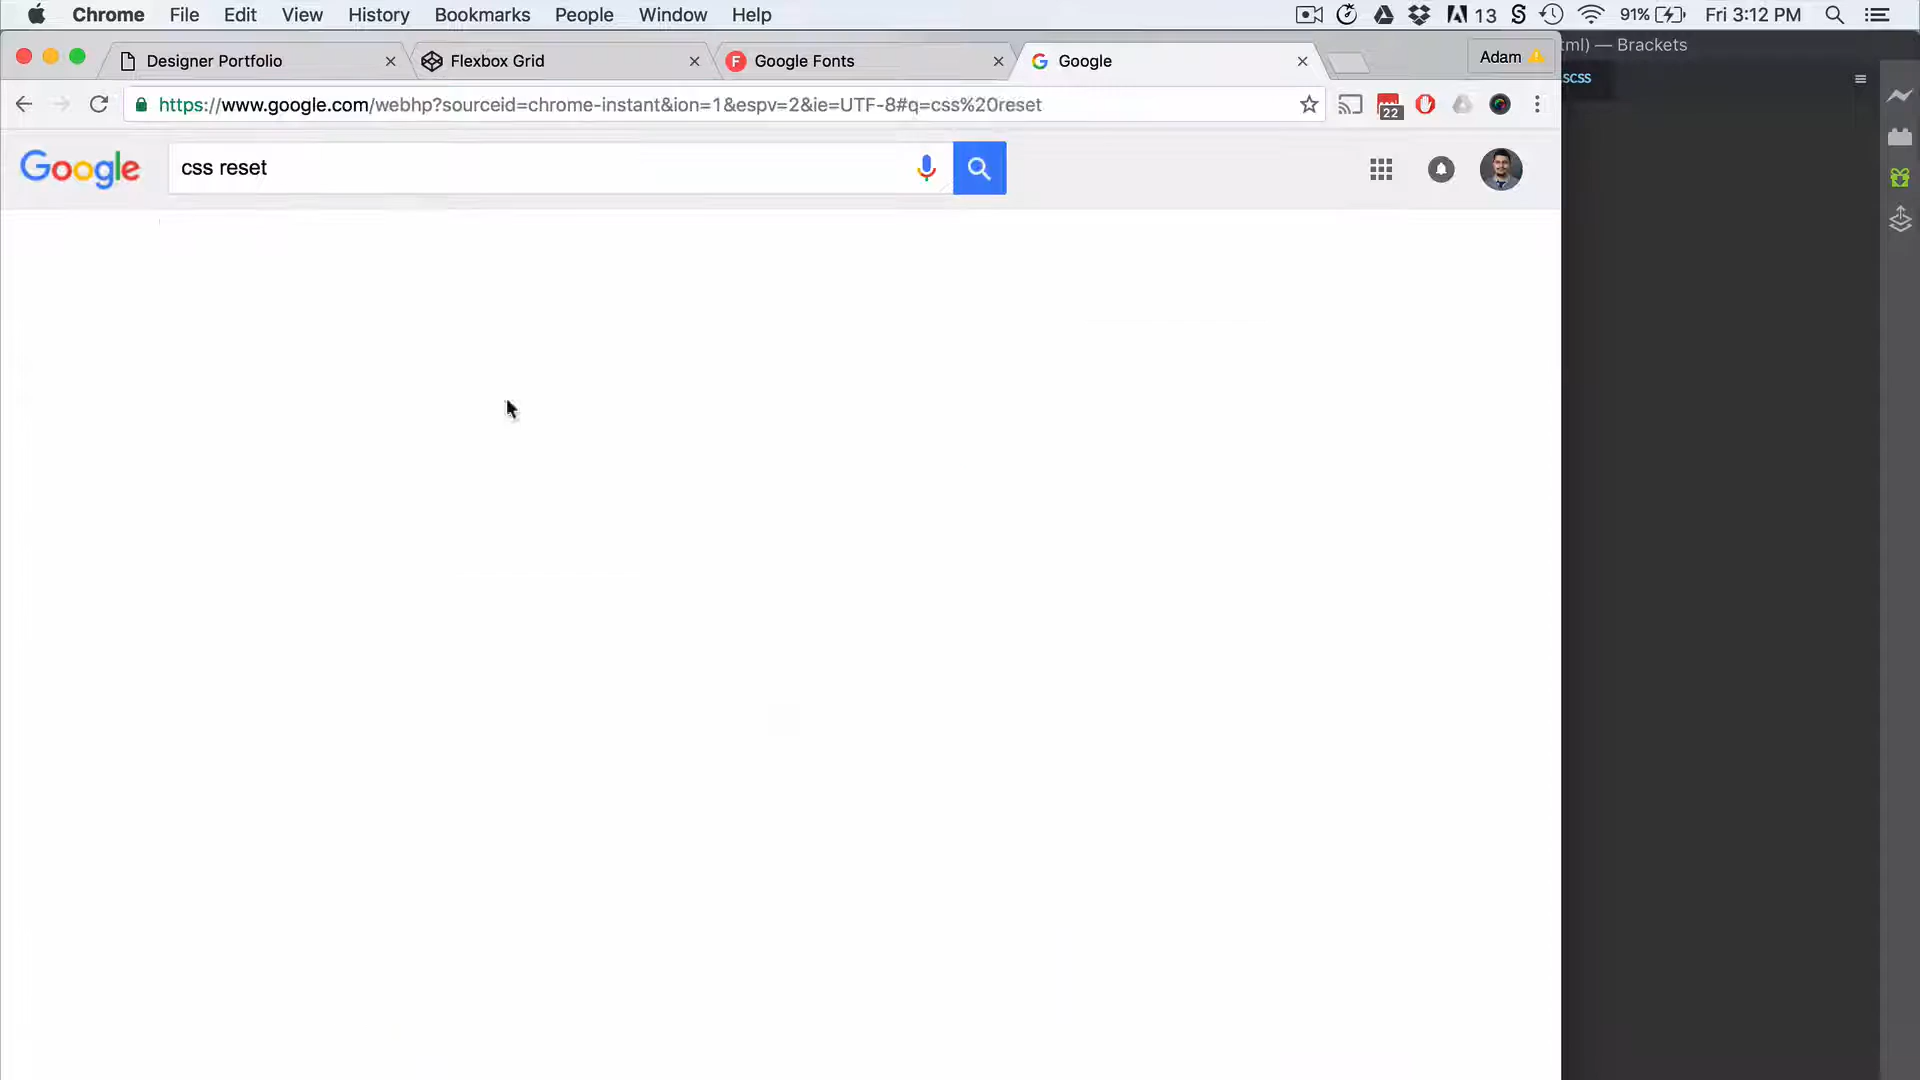 Chrome File Edit View History Bookmarks People Window Help 13 91% Fri 3:12 PM
tml) — Brackets
Designer Portfolio Flexbox Grid Google Fonts Google Adam
scss
https://www.google.com/webhp?sourceid=chrome-instant&ion=1&espv=2&ie=UTF-8#q=css%20reset 22
Google css reset